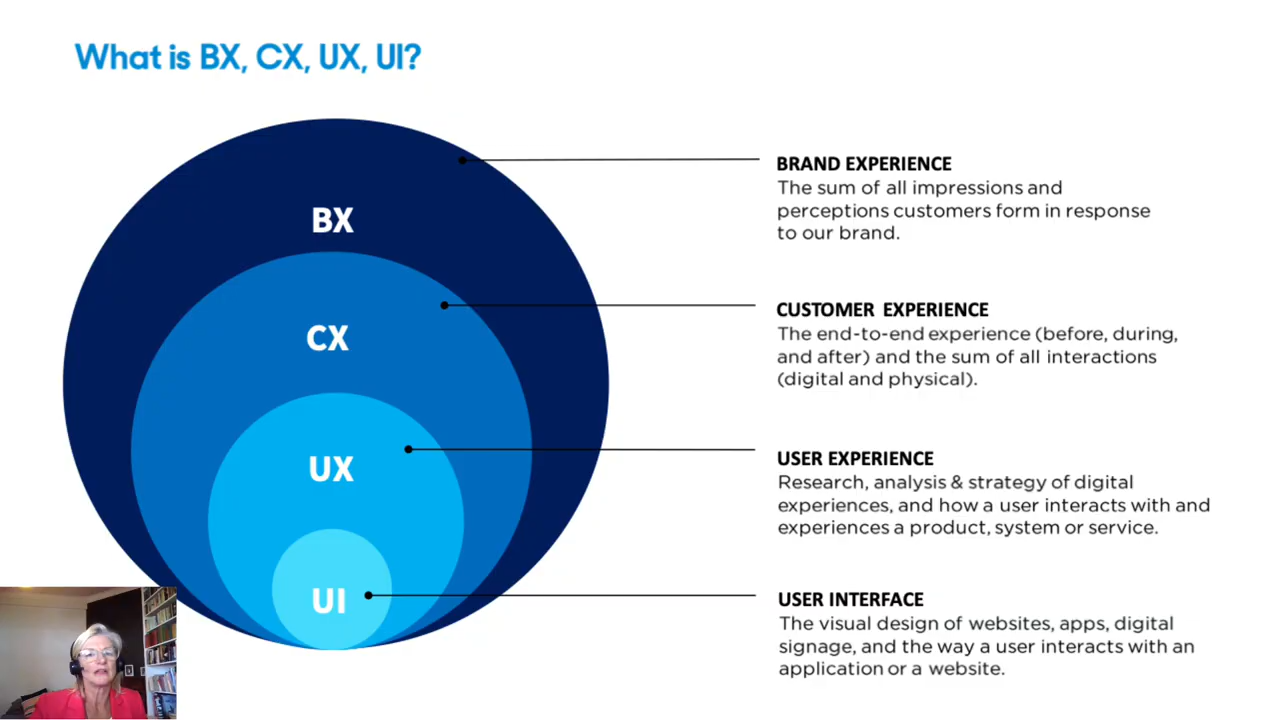 What is BX, CX, UX, UI?
BX
CX
UX
UI
BRAND EXPERIENCE
The sum of all impressions and
perceptions customers form in response
to our brand.
CUSTOMER EXPERIENCE
The end-to-end experience (before, during,
and after) and the sum of all interactions
(digital and physical).
USER EXPERIENCE
Research, analysis & strategy of digital
experiences, and how a user interacts with and
experiences a product, system or service.
USER INTERFACE
The visual design of websites, apps, digital
signage, and the way a user interacts with an
application or a website.